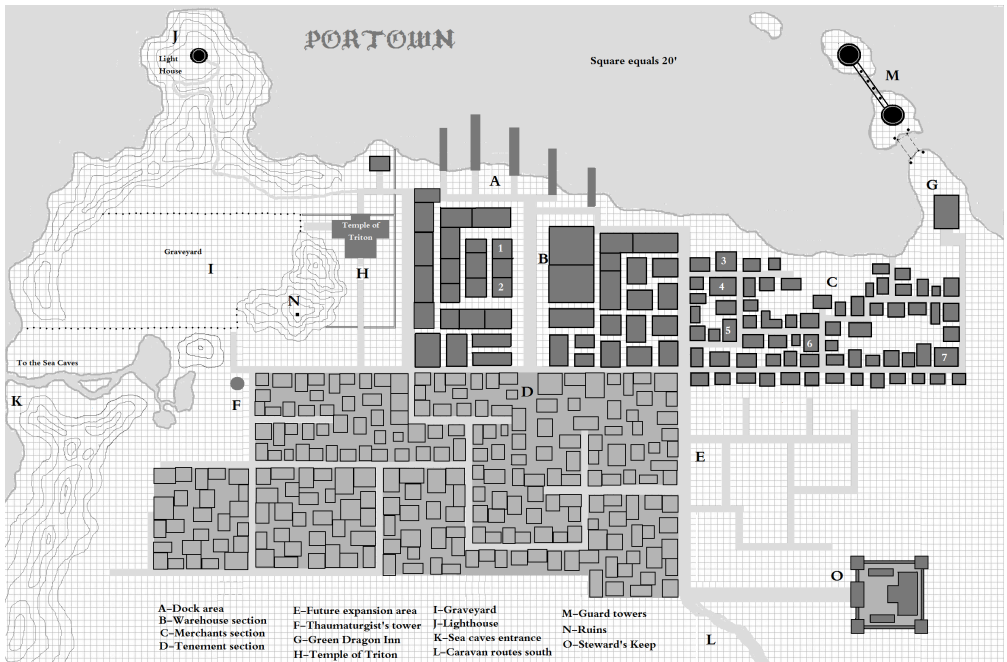 PORTOWN
Square equals 20'
J
Light
House
M
A
G
Temple of
Triton
Graveyard
I
H
B
1
2
3
4
5
6
7
C
N
To the Sea Caves
K
F
D
E
O
L
A–Dock area
B–Warehouse section
C–Merchants section
D–Tenement section
E–Future expansion area
F–Thaumaturgist's tower
G–Green Dragon Inn
H–Temple of Triton
I–Graveyard
J–Lighthouse
K–Sea caves entrance
L–Caravan routes south
M–Guard towers
N–Ruins
O–Steward's Keep